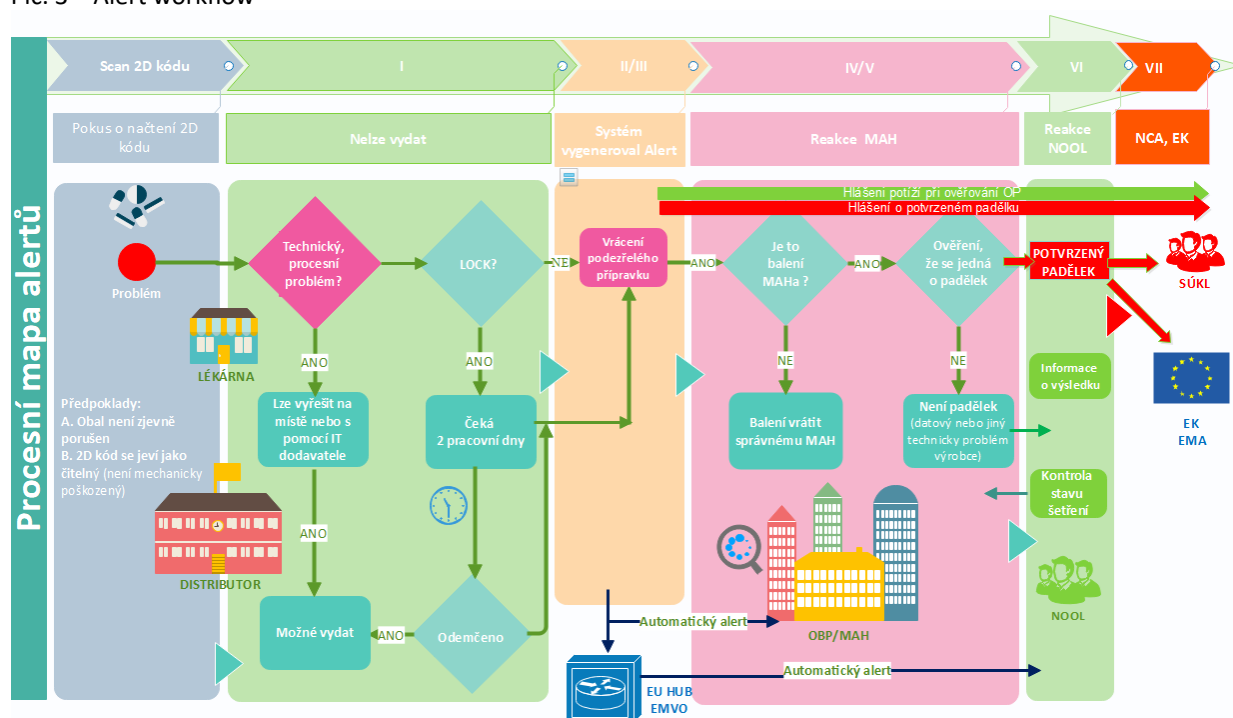 Pic. 3 – Alert workflow
Procesní mapa alertů
Scan 2D kódu
I
II/III
IV/V
VI
VII
Pokus o načtení 2D
kódu
Nelze vydat
Systém
vygeneroval Alert
Reakce MAH
Reakce
NOOL
NCA, EK
Hlášení potíží při ověřování OP
Hlášení o potvrzeném padělku
Problém
Technický,
procesní
problém?
LOCK?
NE
Vrácení
podezřelého
přípravku
ANO
Je to
balení
MAHa ?
ANO
Ověření,
že se jedná
o padělek
POTVRZENÝ
PADĚLEK
SÚKL
LÉKÁRNA
ANO
ANO
NE
NE
Předpoklady:
A. Obal není zjevně
porušen
B. 2D kód se jeví jako
čitelný (není mechanicky
poškozený)
Lze vyřešit na
místě nebo s
pomocí IT
dodavatele
Čeká
2 pracovní dny
Balení vrátit
správnému MAH
Není padělek
(datový nebo jiný
technicky problém
výrobce)
Informace
o výsledku
EK
EMA
Kontrola
stavu
šetření
DISTRIBUTOR
ANO
Možné vydat
ANO
Odemčeno
Automatický alert
OBP/MAH
NOOL
Automatický alert
EU HUB
EMVO